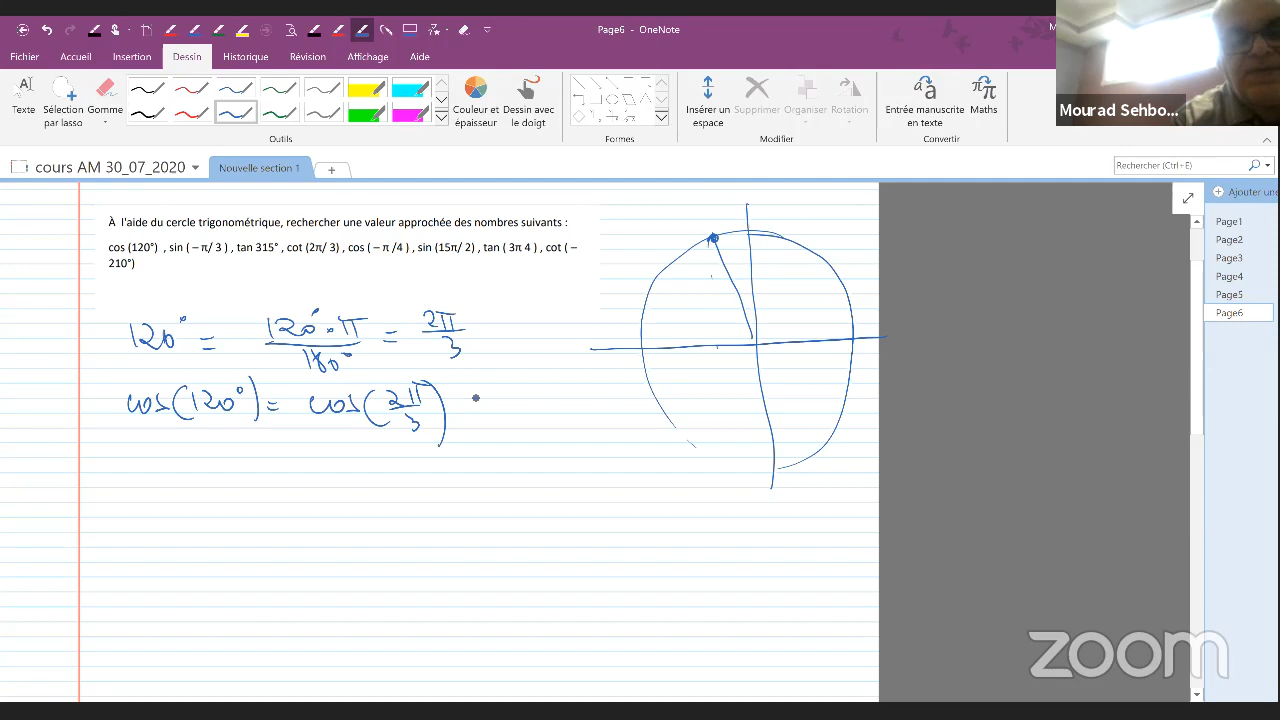 Page6 - OneNote
M
Fichier Accueil Insertion Dessin Historique Révision Affichage Aide
Texte Sélection par lasso Gomme
Couleur et épaisseur Dessin avec le doigt
Insérer un espace Supprimer Organiser Rotation
Entrée manuscrite en texte Maths
Outils Formes Modifier Convertir
Mourad Sehbo...
cours AM 30_07_2020 Nouvelle section 1 +
Rechercher (Ctrl+E)
Ajouter une
Page1
Page2
Page3
Page4
Page5
Page6
À l'aide du cercle trigonométrique, rechercher une valeur approchée des nombres suivants :
cos (120°) , sin ( – π/ 3 ) , tan 315° , cot (2π/ 3) , cos ( – π /4 ) , sin (15π/ 2) , tan ( 3π 4 ) , cot ( –
210°)
120° = 120°·π / 180° = 2π / 3
cos(120°) = cos(2π / 3)
zoom